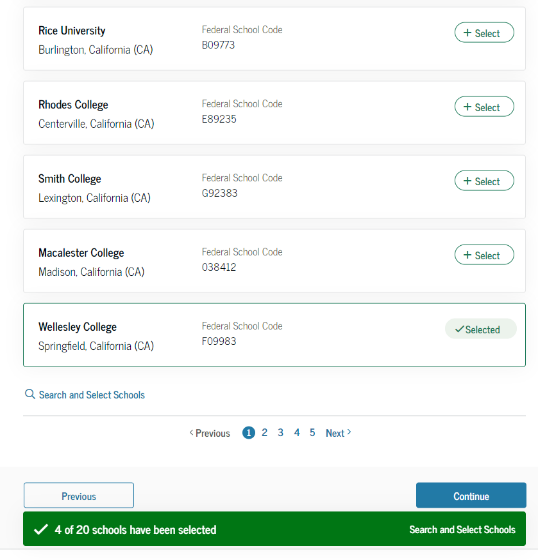 Rice University
Burlington, California (CA)
Federal School Code
B09773
+ Select
Rhodes College
Centerville, California (CA)
Federal School Code
E89235
+ Select
Smith College
Lexington, California (CA)
Federal School Code
G92383
+ Select
Macalester College
Madison, California (CA)
Federal School Code
038412
+ Select
Wellesley College
Springfield, California (CA)
Federal School Code
F09983
✓Selected
Search and Select Schools
< Previous 1 2 3 4 5 Next >
Previous
Continue
✓ 4 of 20 schools have been selected
Search and Select Schools